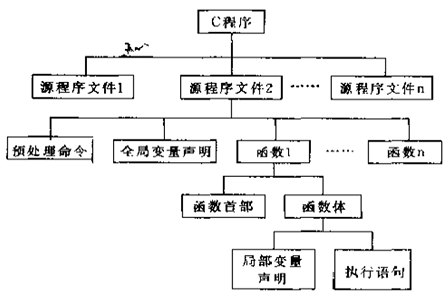 C程序
源程序文件1 源程序文件2 …… 源程序文件n
预处理命令 全局变量声明 函数1 …… 函数n
函数首部 函数体
局部变量 执行语句
声明